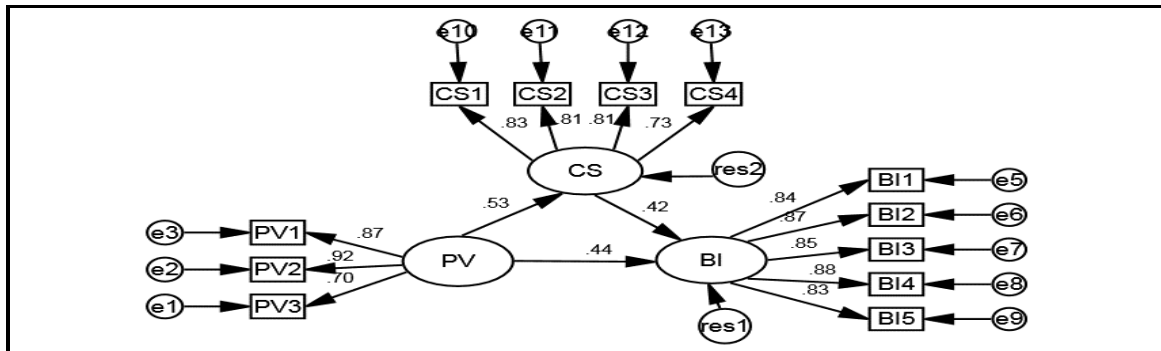 e10 e11 e12 e13
CS1 CS2 CS3 CS4
.83 .81 .81 .73
CS
res2
.53
.42
e3 PV1 .87
e2 PV2 .92
e1 PV3 .70
PV
.44
BI
res1
.84 BI1 e5
.87 BI2 e6
.85 BI3 e7
.88 BI4 e8
.83 BI5 e9